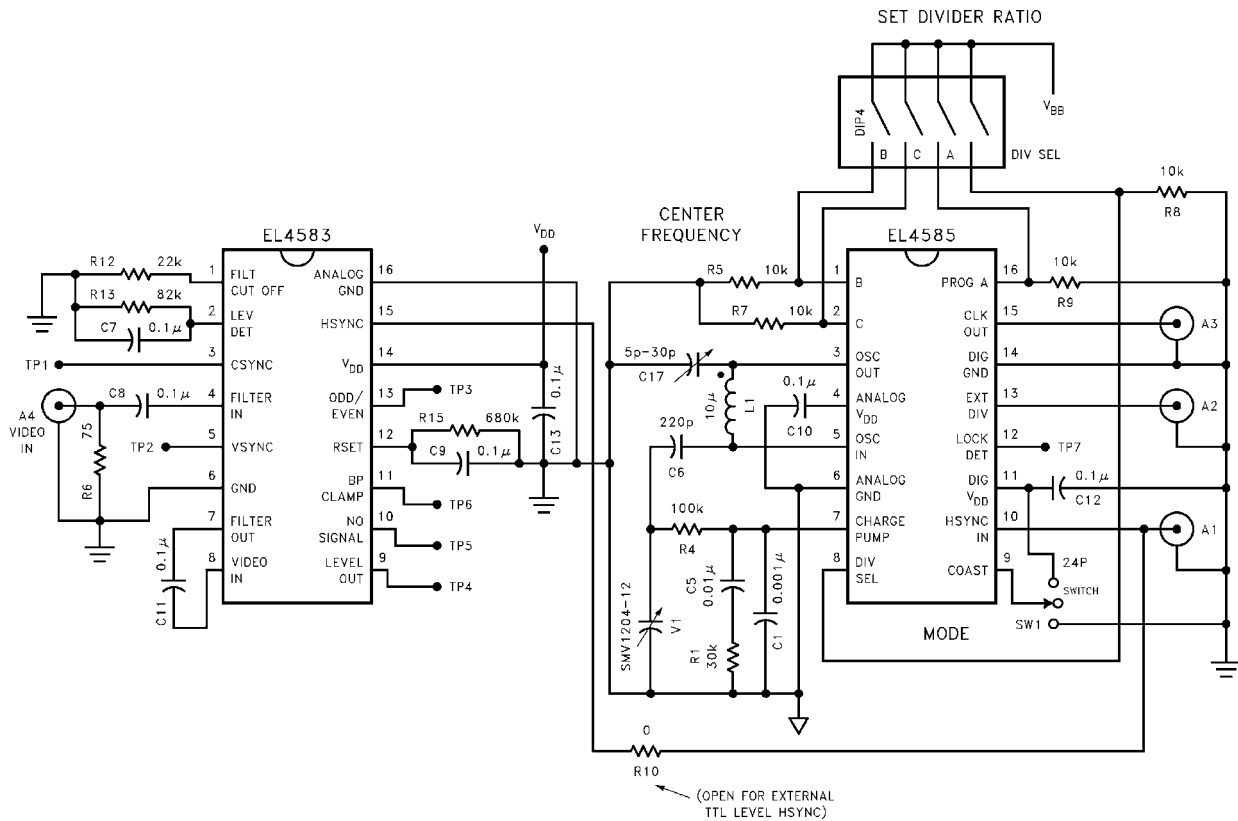 SET DIVIDER RATIO
VBB
DIP4
B C A
DIV SEL
10k
R8
CENTER
FREQUENCY
EL4583
VDD
EL4585
R12 22k
R13 82k
C7 0.1μ
TP1
C8 0.1μ
A4
VIDEO
IN
75
R6
TP2
0.1μ
C11
1 FILT
CUT OFF
2 LEV
DET
3 CSYNC
4 FILTER
IN
5 VSYNC
6 GND
7 FILTER
OUT
8 VIDEO
IN
ANALOG 16
GND
HSYNC 15
VDD 14
ODD/ 13
EVEN
RSET 12
BP 11
CLAMP
NO 10
SIGNAL
LEVEL 9
OUT
TP3
R15 680k
C9 0.1μ
0.1μ
C13
TP6
TP5
TP4
R5 10k
R7 10k
5p-30p
C17
10μ
L1
0.1μ
C10
220p
C6
100k
R4
SMV1204-12
V1
C5
0.01μ
R1
30k
0.001μ
C1
1 B
2 C
3 OSC
OUT
4 ANALOG
VDD
5 OSC
IN
6 ANALOG
GND
7 CHARGE
PUMP
8 DIV
SEL
PROG A 16
CLK 15
OUT
DIG 14
GND
EXT 13
DIV
LOCK 12
DET
DIG 11
VDD
HSYNC 10
IN
COAST 9
10k
R9
A3
A2
TP7
0.1μ
C12
A1
24P
SWITCH
SW1
MODE
0
R10
(OPEN FOR EXTERNAL
TTL LEVEL HSYNC)